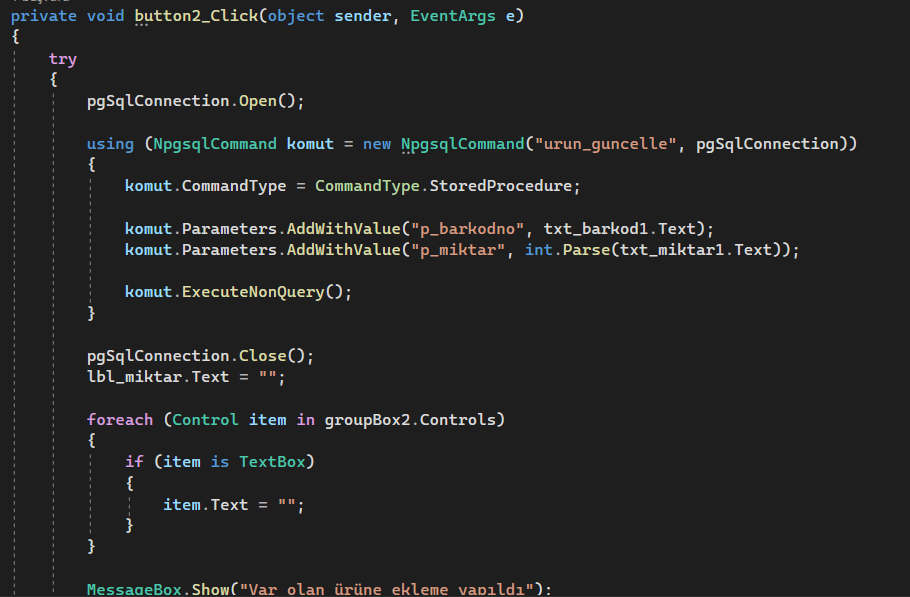 private void button2_Click(object sender, EventArgs e)
{
try
{
pgSqlConnection.Open();
using (NpgsqlCommand komut = new NpgsqlCommand("urun_guncelle", pgSqlConnection))
{
komut.CommandType = CommandType.StoredProcedure;
komut.Parameters.AddWithValue("p_barkodno", txt_barkod1.Text);
komut.Parameters.AddWithValue("p_miktar", int.Parse(txt_miktar1.Text));
komut.ExecuteNonQuery();
}
pgSqlConnection.Close();
lbl_miktar.Text = "";
foreach (Control item in groupBox2.Controls)
{
if (item is TextBox)
{
item.Text = "";
}
}
MessageBox.Show("Var olan ürüne ekleme yapıldı");